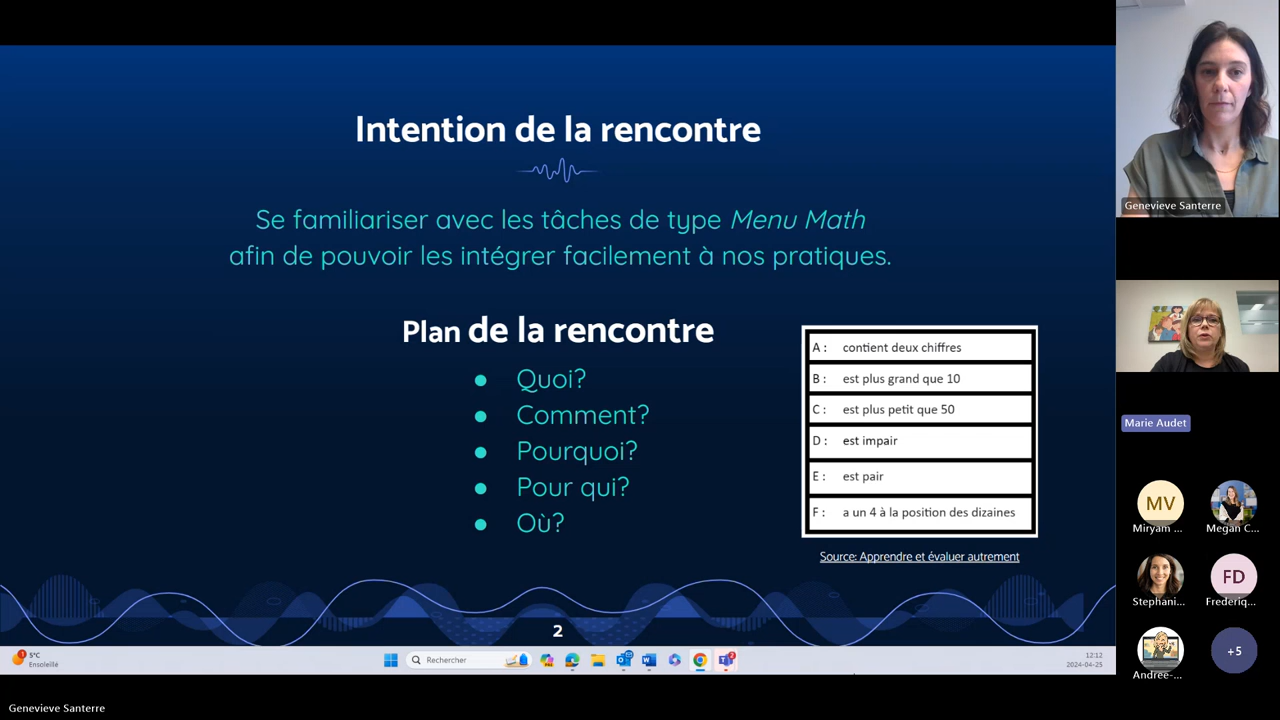 Intention de la rencontre
Se familiariser avec les tâches de type Menu Math
afin de pouvoir les intégrer facilement à nos pratiques.
Plan de la rencontre
● Quoi?
● Comment?
● Pourquoi?
● Pour qui?
● Où?
A : contient deux chiffres
B : est plus grand que 10
C : est plus petit que 50
D : est impair
E : est pair
F : a un 4 à la position des dizaines
Source: Apprendre et évaluer autrement
2
1
5°C
Ensoleillé
Rechercher
2
12:12
2024-04-25
Genevieve Santerre
Genevieve Santerre
Marie Audet
MV
Miryam ...
Megan C...
Stephani...
FD
Frederiq...
Andrée-...
+5